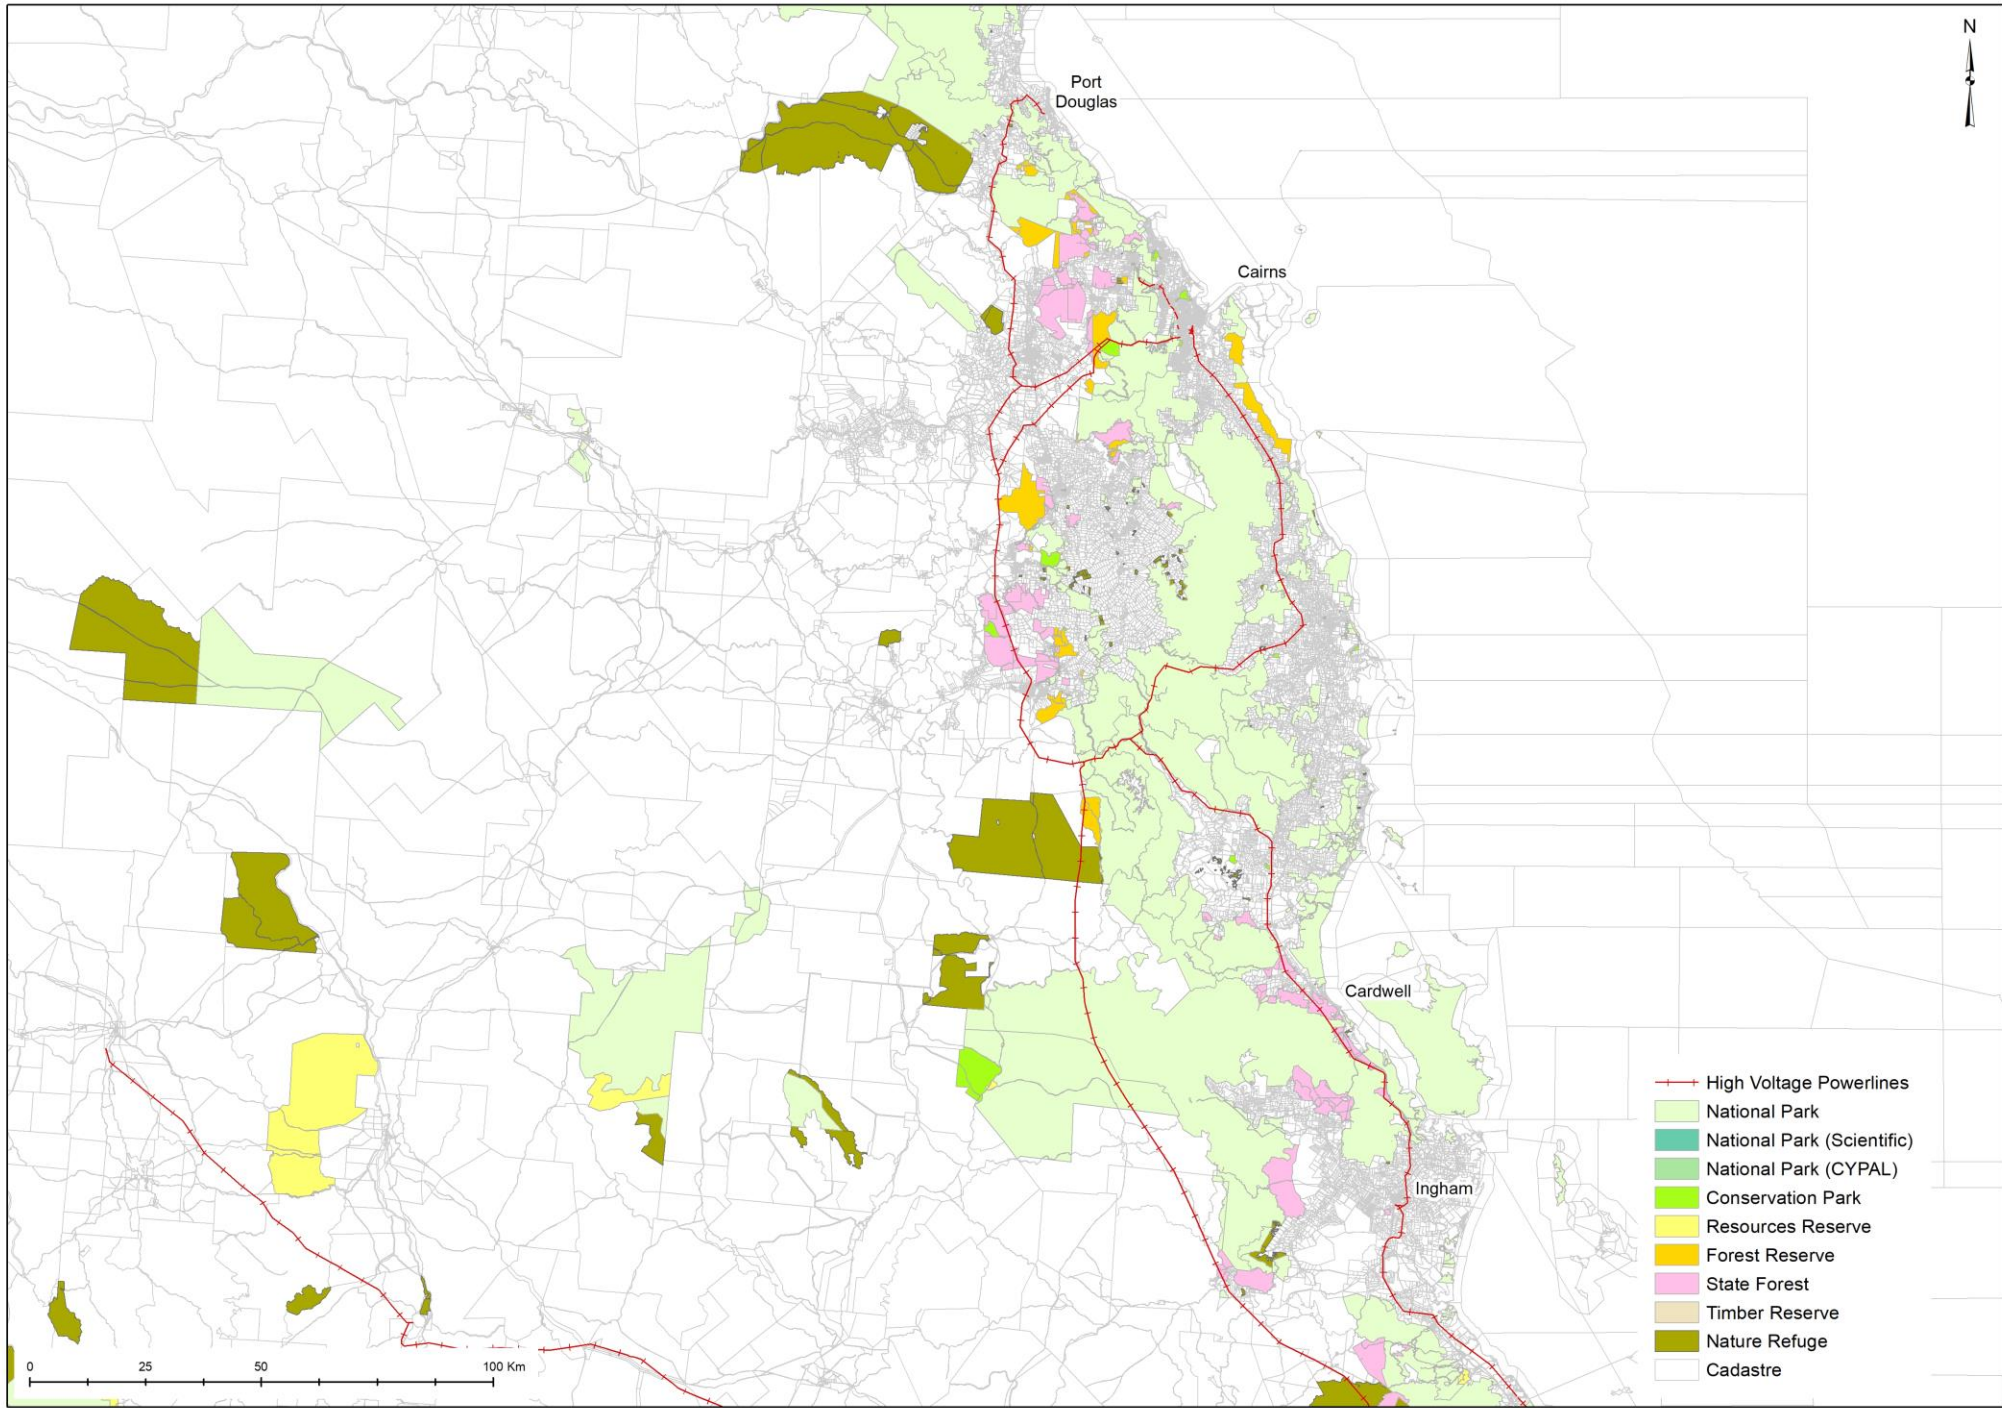 N
Port
Douglas
Cairns
Cardwell
Ingham
High Voltage Powerlines
National Park
National Park (Scientific)
National Park (CYPAL)
Conservation Park
Resources Reserve
Forest Reserve
State Forest
Timber Reserve
Nature Refuge
Cadastre
0 25 50 100 Km